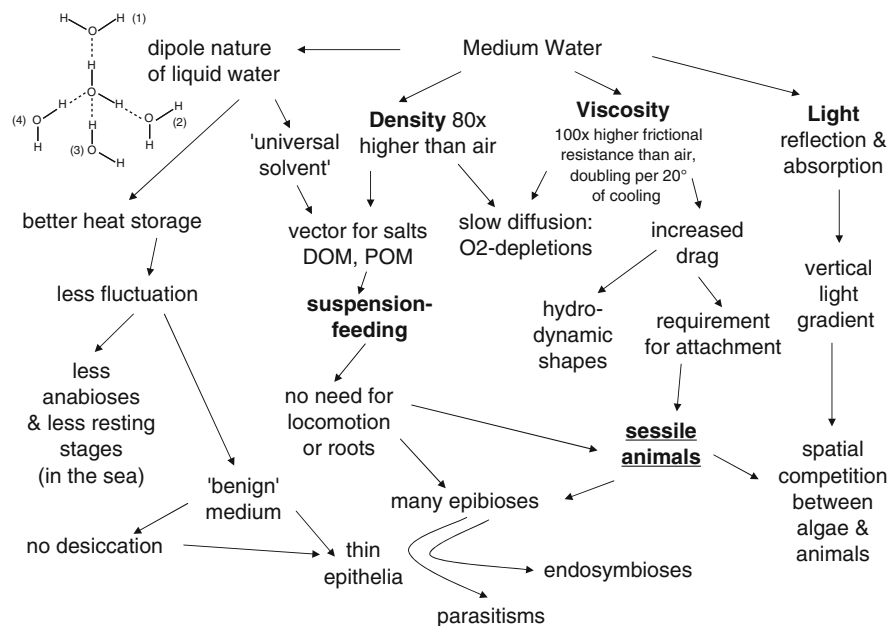 H
H
(1)
O
H
H
H
O
H
H
(4)
O
O
(2)
H
H
(3)
O
H
dipole nature
of liquid water
Medium Water
Density 80x
higher than air
Viscosity
100x higher frictional
resistance than air,
doubling per 20°
of cooling
Light
reflection &
absorption
'universal
solvent'
better heat storage
vector for salts
DOM, POM
slow diffusion:
O2-depletions
increased
drag
vertical
light
gradient
less fluctuation
suspension-
feeding
hydro-
dynamic
shapes
requirement
for attachment
less
anabioses
& less resting
stages
(in the sea)
no need for
locomotion
or roots
sessile
animals
spatial
competition
between
algae &
animals
'benign'
medium
many epibioses
no desiccation
thin
epithelia
endosymbioses
parasitisms